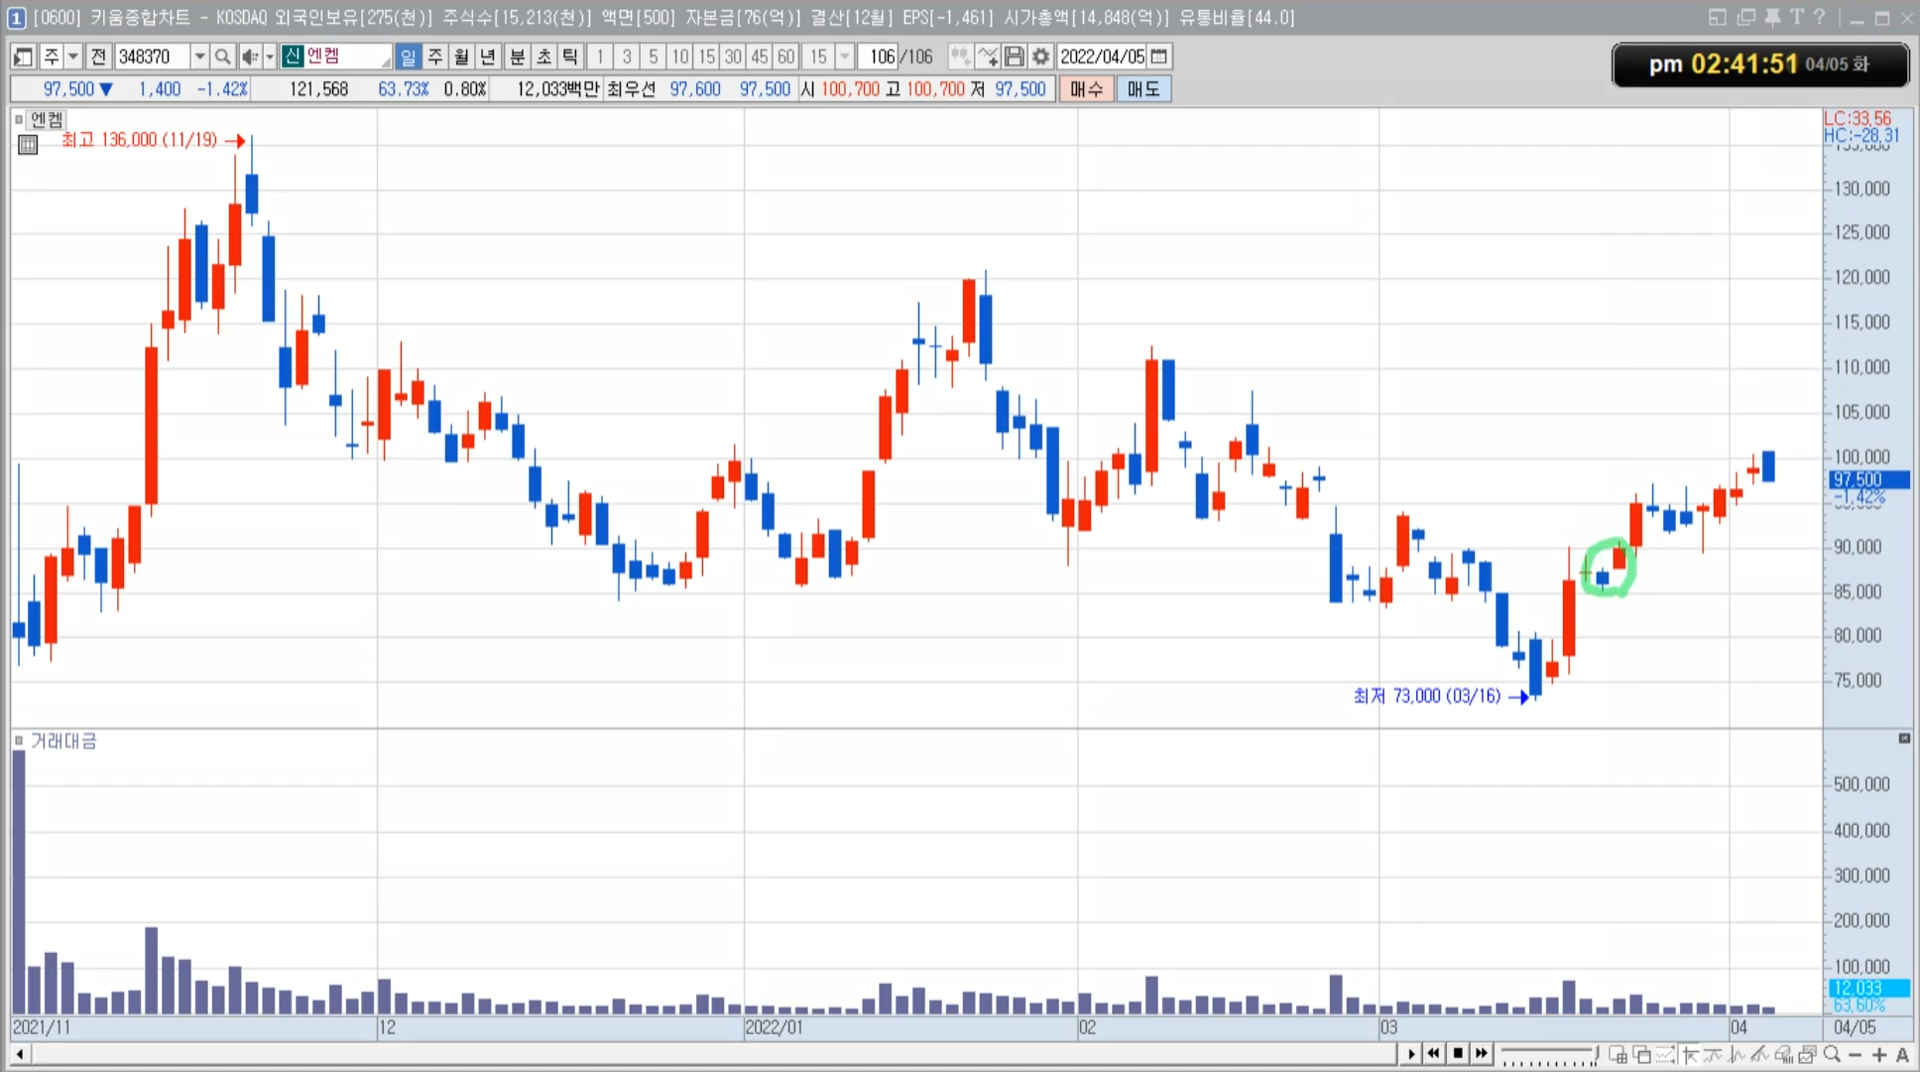 1 [0600] 키움종합차트 - KOSDAQ 외국인보유[275(천)] 주식수[15,213(천)] 액면[500] 자본금[76(억)] 결산[12월] EPS[-1,461] 시가총액[14,848(억)] 유통비율[44.0]
주 전 348370 신 엔켐 일 주 월 년 분 초 틱 1 3 5 10 15 30 45 60 15 106 /106 2022/04/05
pm 02:41:51 04/05 화
97,500 ▼ 1,400 -1.42% 121,568 63.73% 0.80% 12,033백만 최우선 97,600 97,500 시 100,700 고 100,700 저 97,500 매수 매도
엔켐
LC:33.56
HC:-28.31
최고 136,000 (11/19)
130,000
125,000
120,000
115,000
110,000
105,000
100,000
97,500
-1.42%
90,000
85,000
80,000
75,000
최저 73,000 (03/16)
거래대금
500,000
400,000
300,000
200,000
100,000
12,033
63.60%
2021/11 12 2022/01 02 03 04 04/05
A